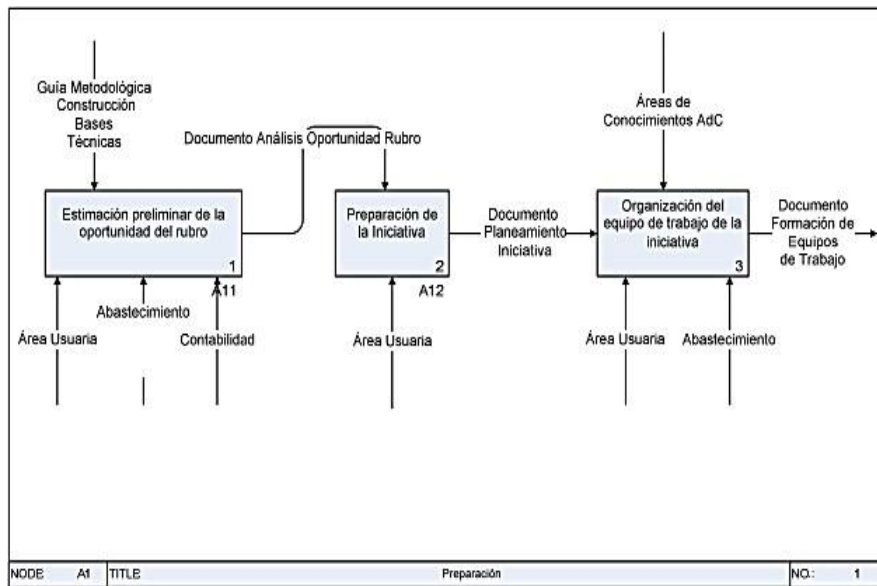 Guía Metodológica
Construcción
Bases
Técnicas
Documento Análisis Oportunidad Rubro
Áreas de
Conocimientos AdC
Estimación preliminar de la
oportunidad del rubro
1
A11
Preparación de
la Iniciativa
2
A12
Documento
Planeamiento
Iniciativa
Organización del
equipo de trabajo de la
iniciativa
3
Documento
Formación de
Equipos
de Trabajo
Área Usuaria
Abastecimiento
Contabilidad
Área Usuaria
Área Usuaria
Abastecimiento
NODE A1 TITLE Preparación NO.: 1